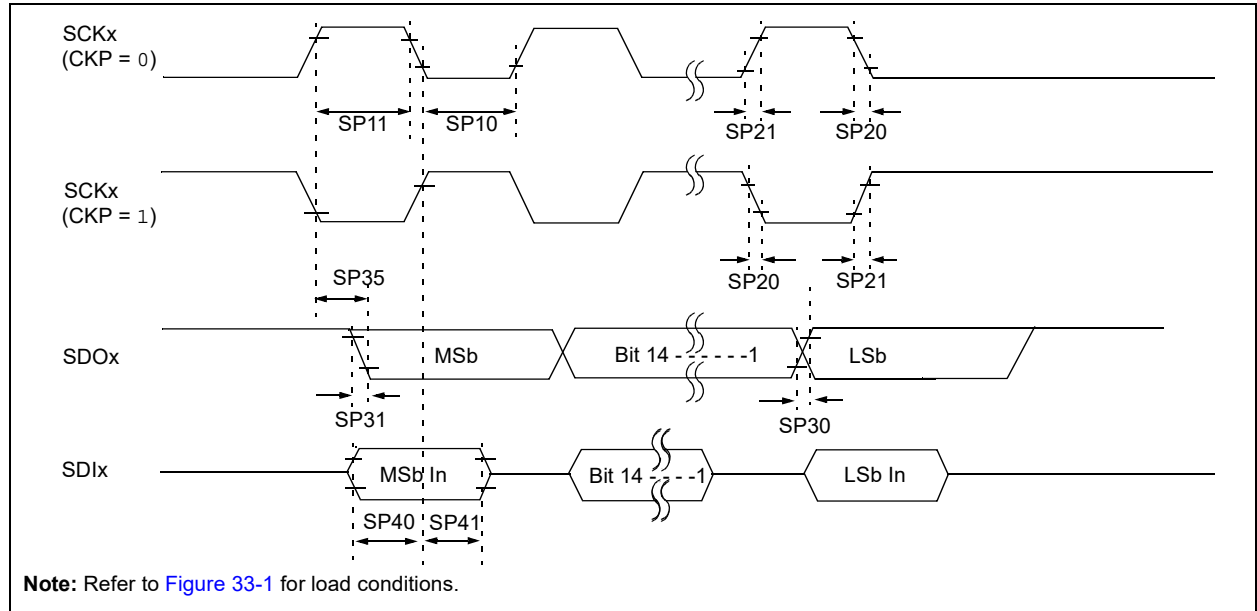 SCKx
(CKP = 0)
SP11
SP10
SP21
SP20
SCKx
(CKP = 1)
SP35
SP20
SP21
SDOx
MSb
Bit 14 - - - - - -1
LSb
SP31
SP30
SDIx
MSb In
Bit 14 - - - -1
LSb In
SP40
SP41
Note: Refer to Figure 33-1 for load conditions.